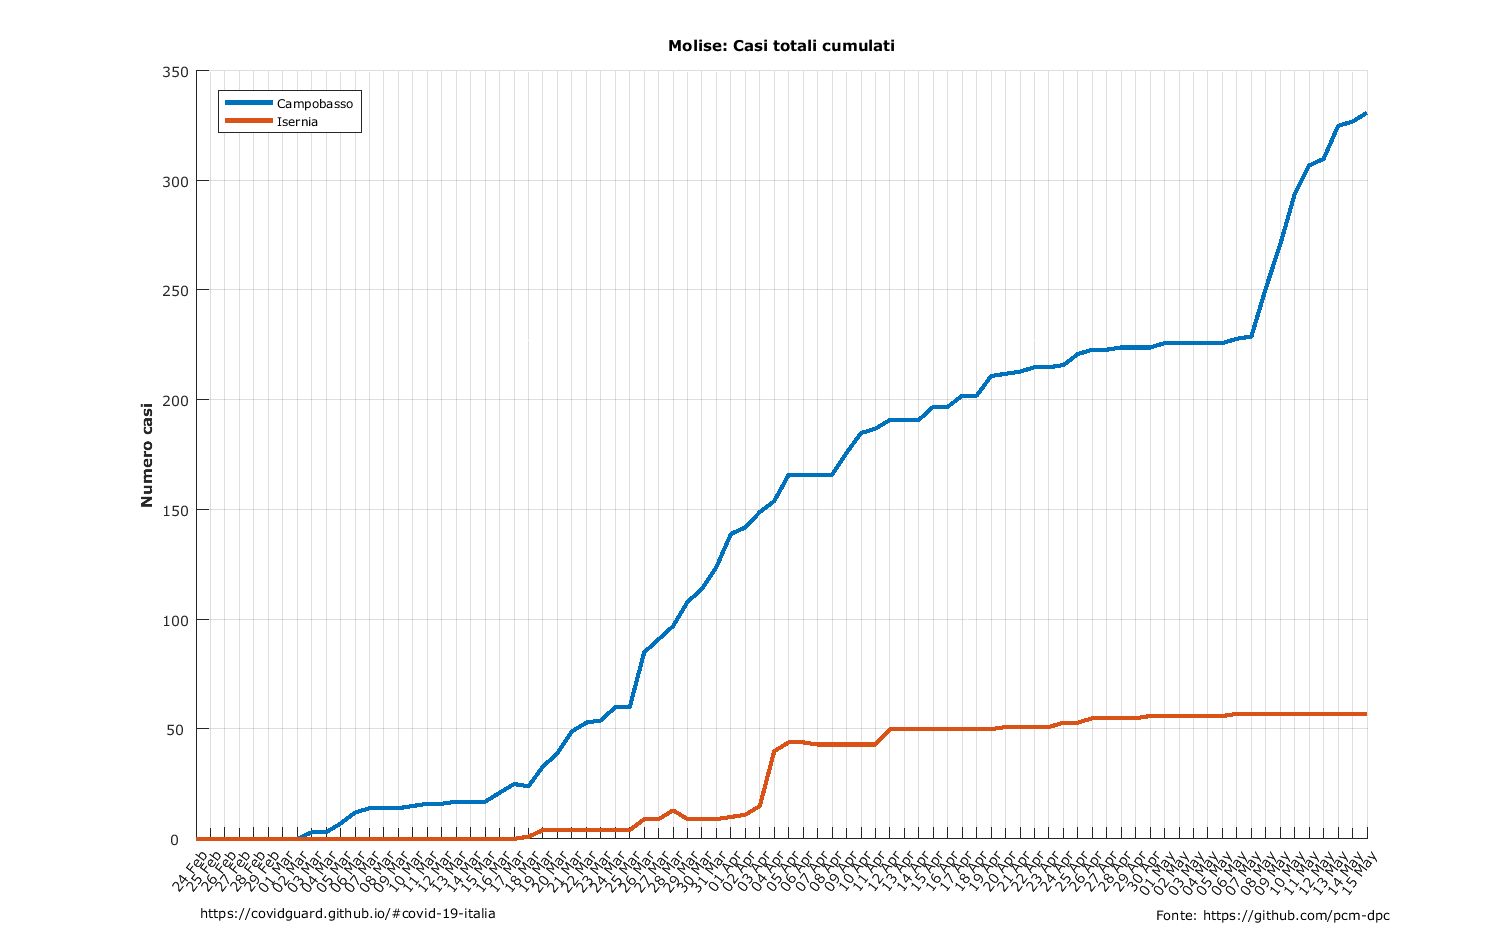 Molise: Casi totali cumulati
350
300
250
200
150
100
50
0
Numero casi
Campobasso
Isernia
24 Feb
25 Feb
26 Feb
27 Feb
28 Feb
29 Feb
01 Mar
02 Mar
03 Mar
04 Mar
05 Mar
06 Mar
07 Mar
08 Mar
09 Mar
10 Mar
11 Mar
12 Mar
13 Mar
14 Mar
15 Mar
16 Mar
17 Mar
18 Mar
19 Mar
20 Mar
21 Mar
22 Mar
23 Mar
24 Mar
25 Mar
26 Mar
27 Mar
28 Mar
29 Mar
30 Mar
31 Mar
01 Apr
02 Apr
03 Apr
04 Apr
05 Apr
06 Apr
07 Apr
08 Apr
09 Apr
10 Apr
11 Apr
12 Apr
13 Apr
14 Apr
15 Apr
16 Apr
17 Apr
18 Apr
19 Apr
20 Apr
21 Apr
22 Apr
23 Apr
24 Apr
25 Apr
26 Apr
27 Apr
28 Apr
29 Apr
30 Apr
01 May
02 May
03 May
04 May
05 May
06 May
07 May
08 May
09 May
10 May
11 May
12 May
13 May
14 May
15 May
https://covidguard.github.io/#covid-19-italia
Fonte: https://github.com/pcm-dpc